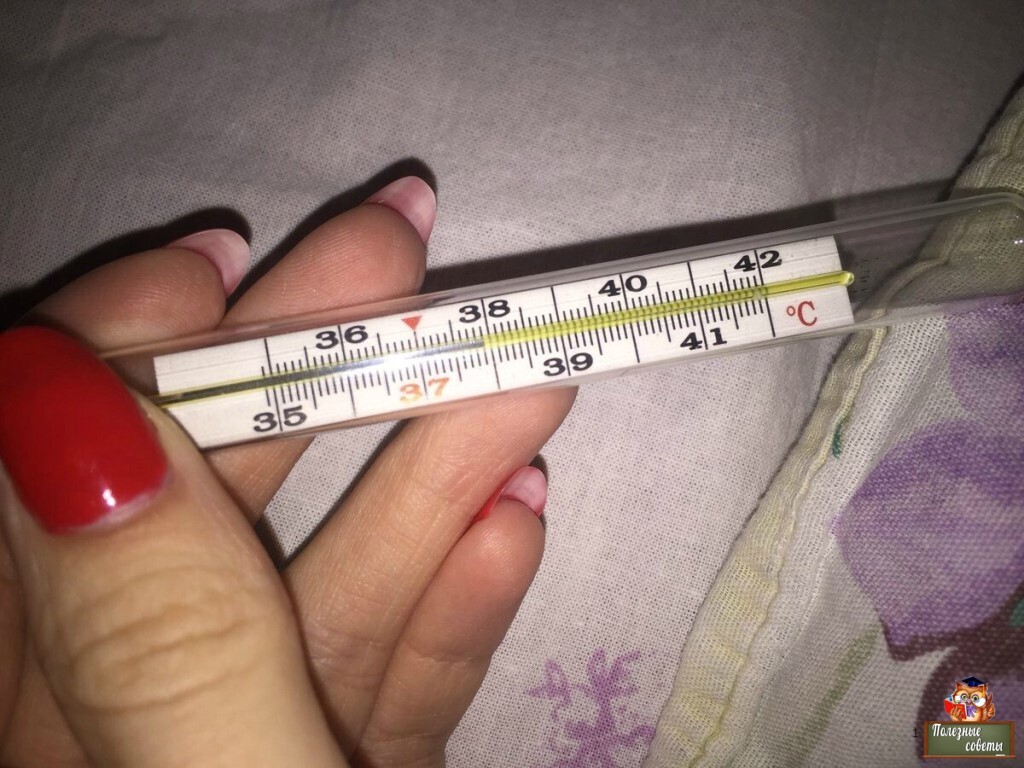 36 38 40 42
35 37 39 41 °C
Полезные
советы